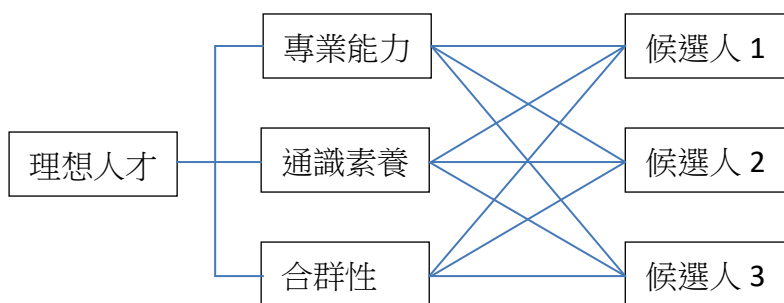 專業能力
候選人 1
理想人才
通識素養
候選人 2
合群性
候選人 3